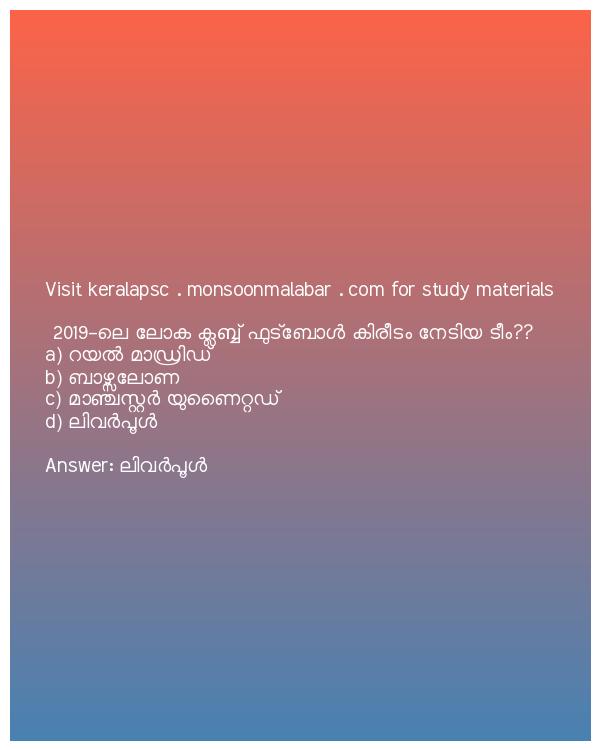 Visit keralapsc . monsoonmalabar . com for study materials
2019-ലെ ലോക ക്ലബ്ബ് ഫുട്ബോൾ കിരീടം നേടിയ ടീം??
a) റയൽ മാഡ്രിഡ്
b) ബാഴ്സലോണ
c) മാഞ്ചസ്റ്റർ യുണൈറ്റഡ്
d) ലിവർപൂൾ
Answer: ലിവർപൂൾ